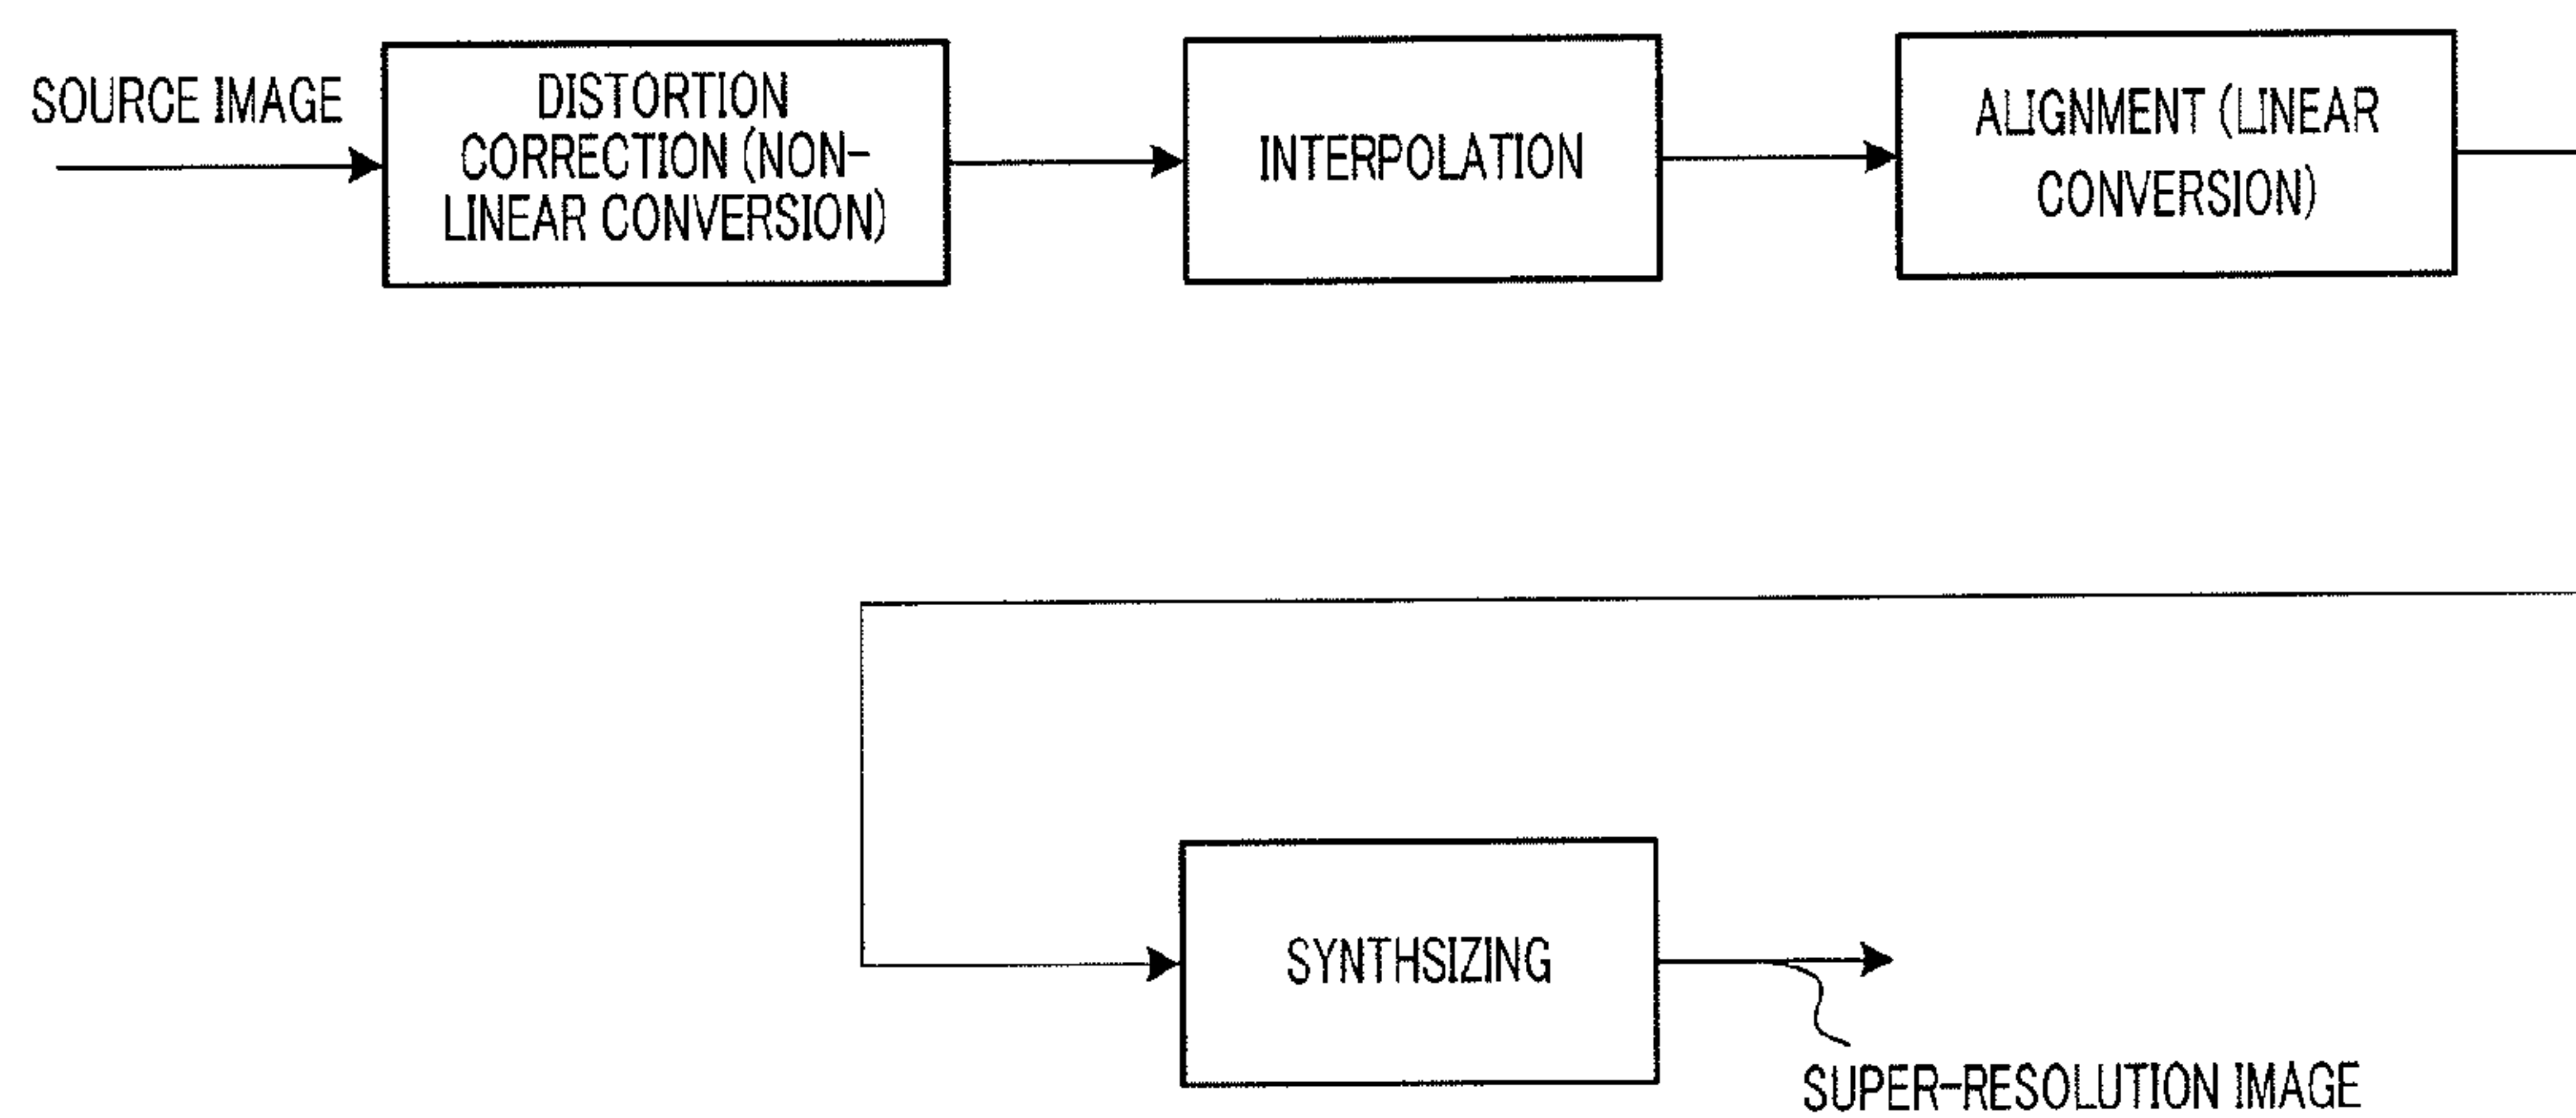 SOURCE IMAGE
DISTORTION
CORRECTION (NON-
LINEAR CONVERSION)
INTERPOLATION
ALIGNMENT (LINEAR
CONVERSION)
SYNTHSIZING
SUPER-RESOLUTION IMAGE